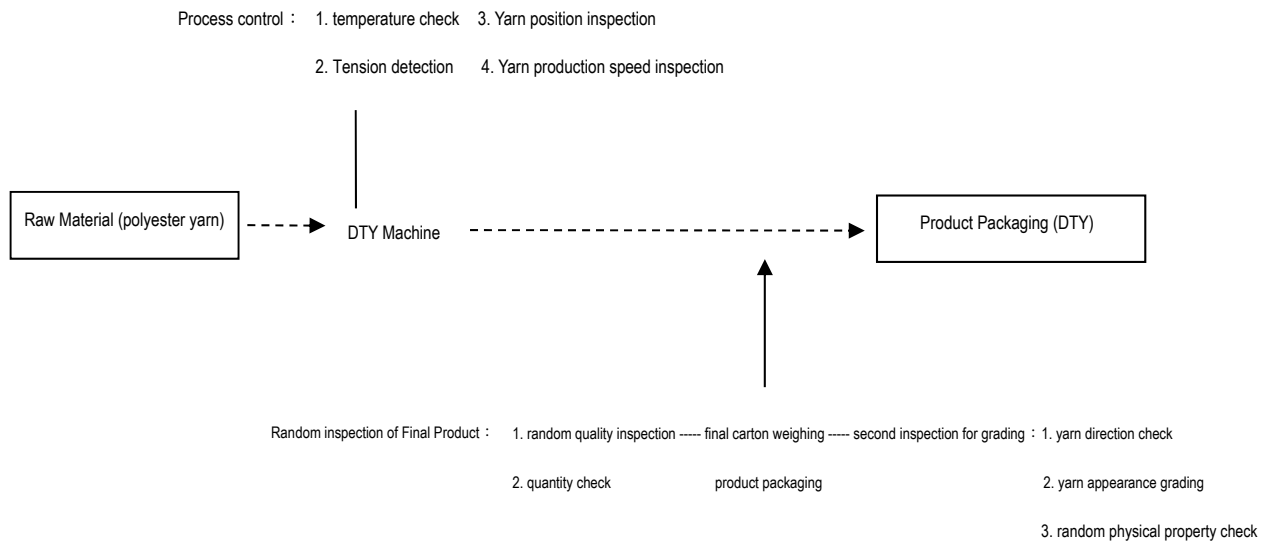 Process control： 1. temperature check 3. Yarn position inspection
2. Tension detection 4. Yarn production speed inspection
Raw Material (polyester yarn)
DTY Machine
Product Packaging (DTY)
Random inspection of Final Product： 1. random quality inspection ----- final carton weighing ----- second inspection for grading：1. yarn direction check
2. quantity check product packaging 2. yarn appearance grading
3. random physical property check